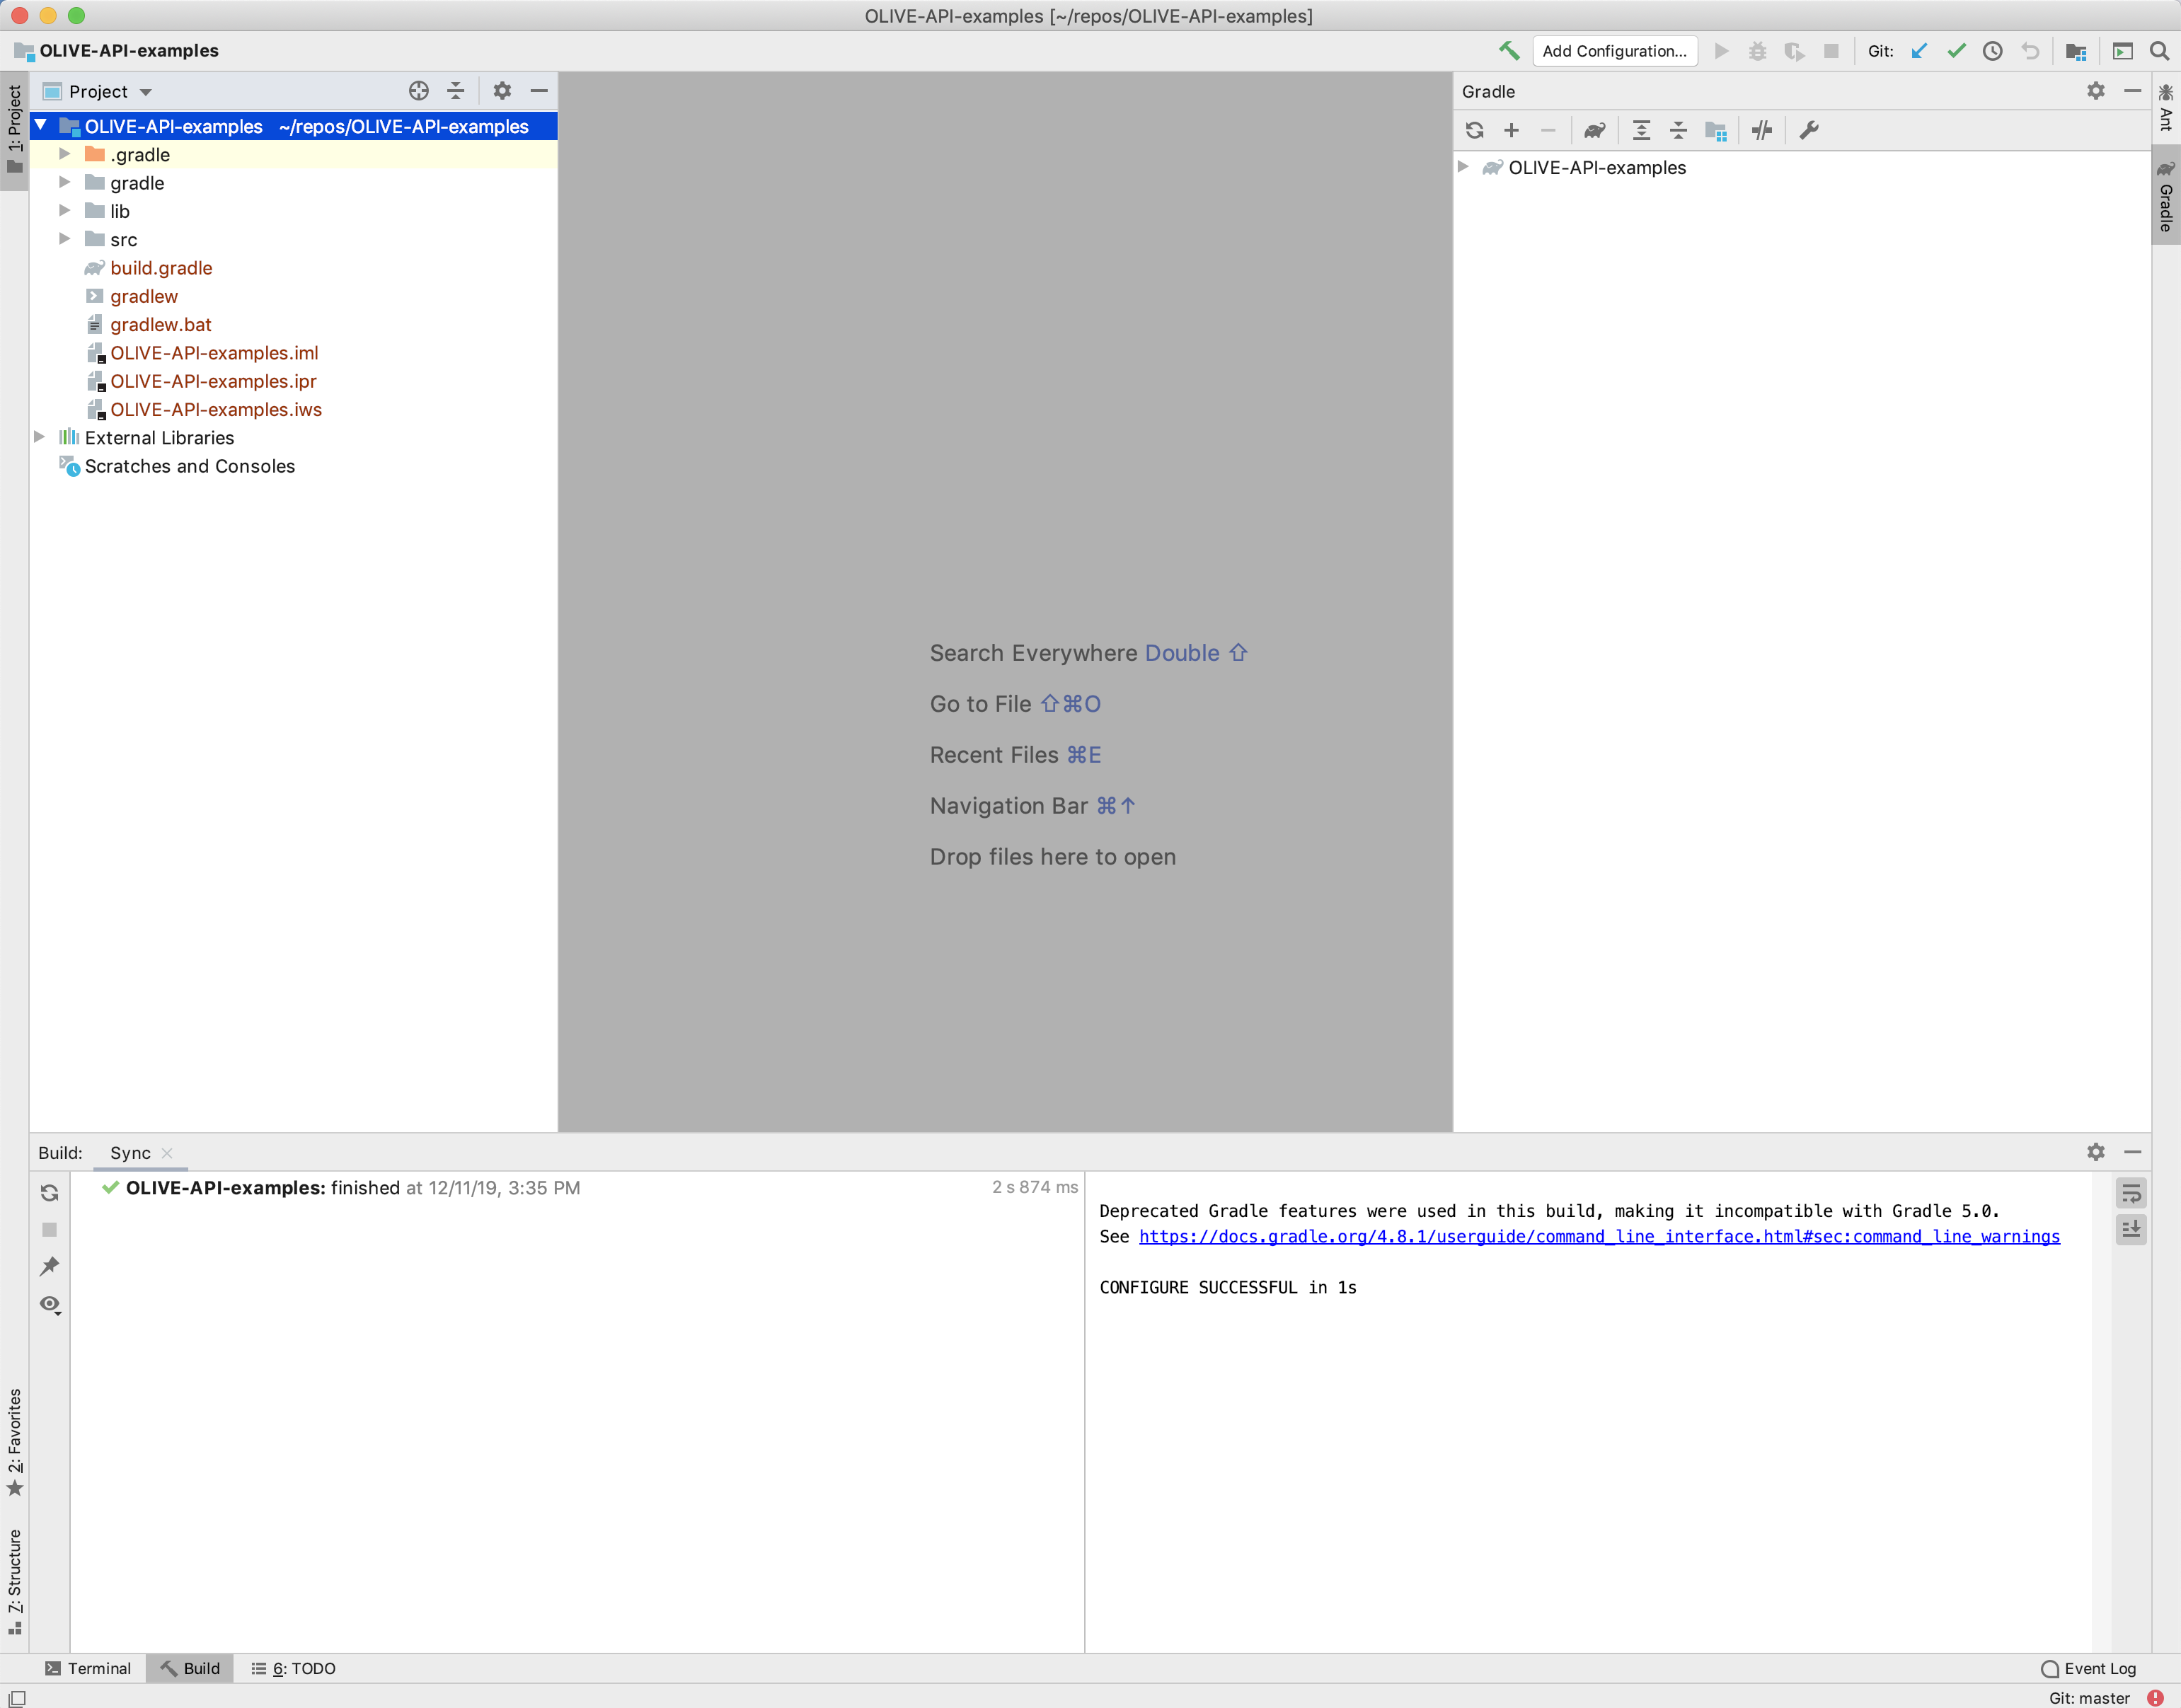 OLIVE-API-examples [~/repos/OLIVE-API-examples]
OLIVE-API-examples
Add Configuration...
Git:
1: Project
Project
OLIVE-API-examples ~/repos/OLIVE-API-examples
.gradle
gradle
lib
src
build.gradle
gradlew
gradlew.bat
OLIVE-API-examples.iml
OLIVE-API-examples.ipr
OLIVE-API-examples.iws
External Libraries
Scratches and Consoles
Search Everywhere Double ⇧
Go to File ⇧⌘O
Recent Files ⌘E
Navigation Bar ⌘↑
Drop files here to open
Gradle
OLIVE-API-examples
Ant
Gradle
Build:
Sync
OLIVE-API-examples: finished at 12/11/19, 3:35 PM
2 s 874 ms
Deprecated Gradle features were used in this build, making it incompatible with Gradle 5.0.
See https://docs.gradle.org/4.8.1/userguide/command_line_interface.html#sec:command_line_warnings
CONFIGURE SUCCESSFUL in 1s
2: Favorites
7: Structure
Terminal
Build
6: TODO
Event Log
Git: master